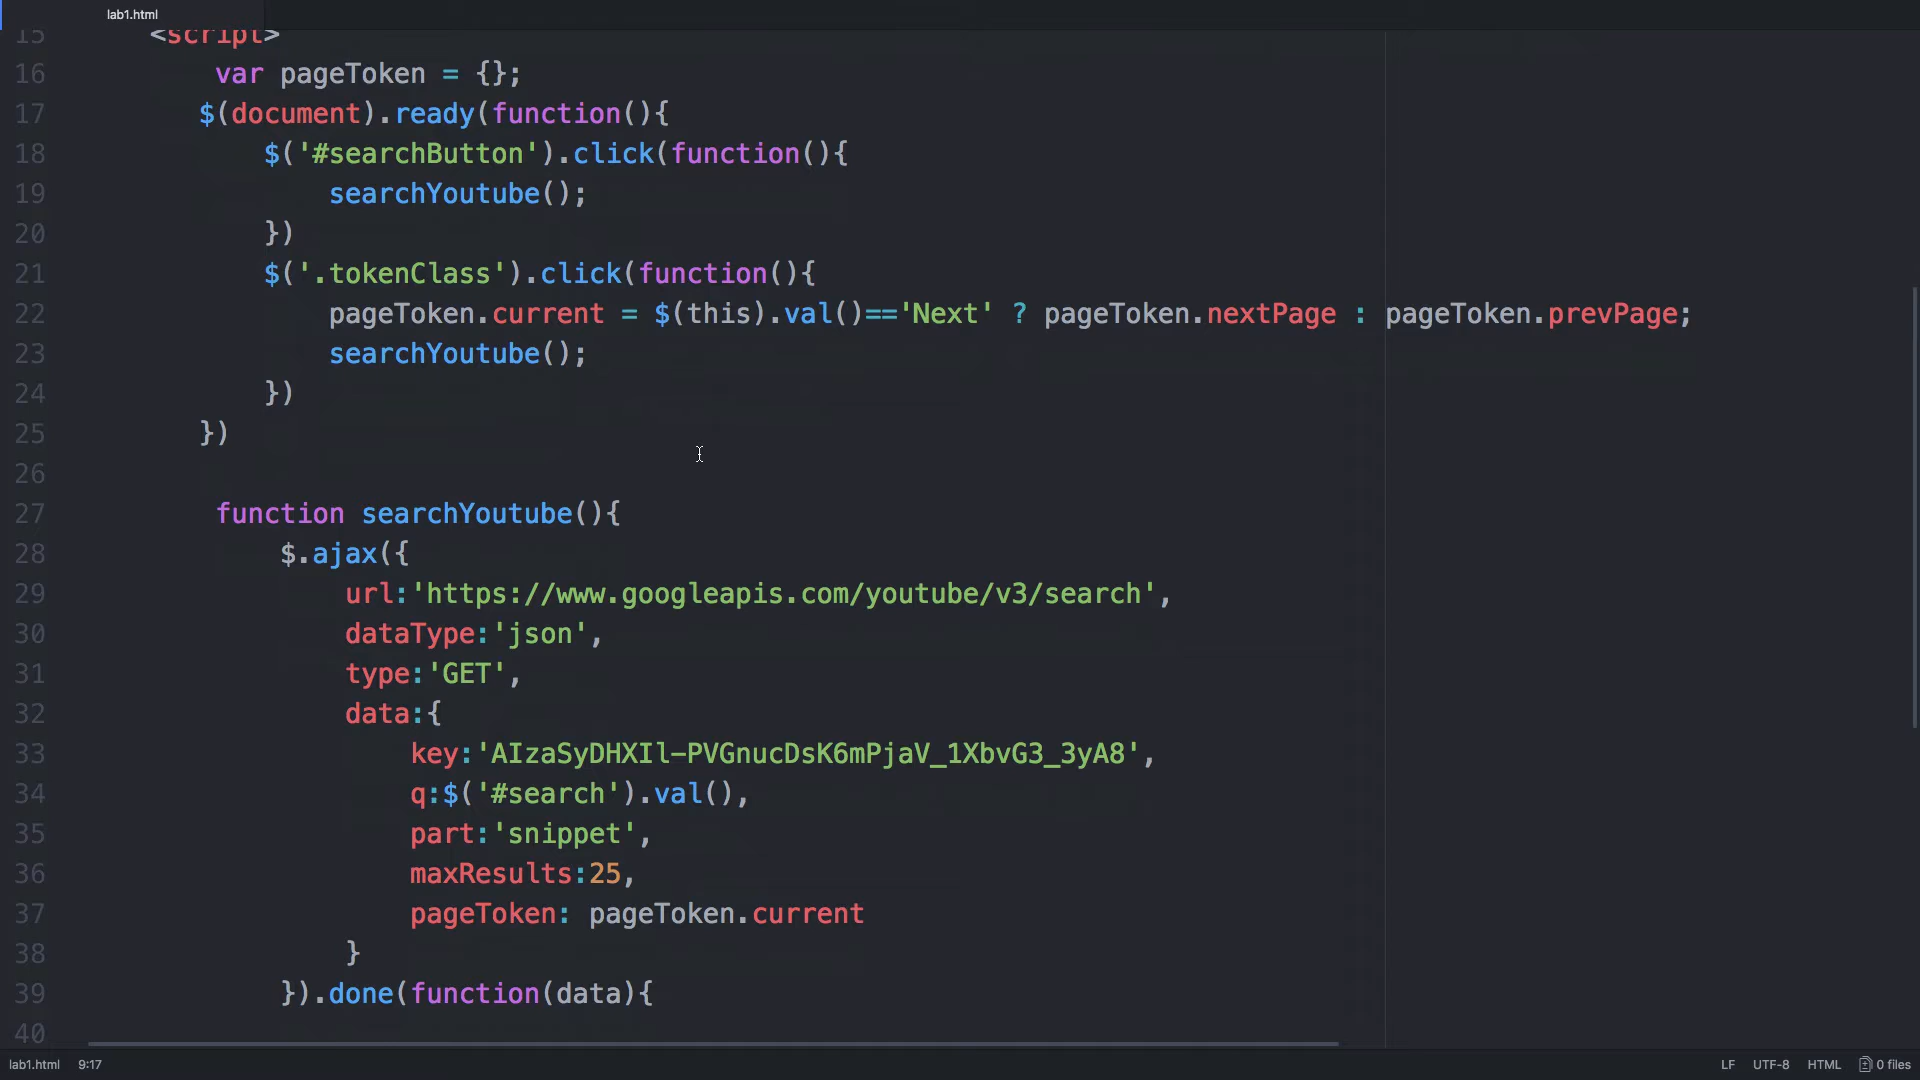 lab1.html
15 <script>
16 var pageToken = {};
17 $(document).ready(function(){
18 $('#searchButton').click(function(){
19 searchYoutube();
20 })
21 $('.tokenClass').click(function(){
22 pageToken.current = $(this).val()=='Next' ? pageToken.nextPage : pageToken.prevPage;
23 searchYoutube();
24 })
25 })
26
27 function searchYoutube(){
28 $.ajax({
29 url:'https://www.googleapis.com/youtube/v3/search',
30 dataType:'json',
31 type:'GET',
32 data:{
33 key:'AIzaSyDHXIl-PVGnucDsK6mPjaV_1XbvG3_3yA8',
34 q:$('#search').val(),
35 part:'snippet',
36 maxResults:25,
37 pageToken: pageToken.current
38 }
39 }).done(function(data){
40
lab1.html 9:17 LF UTF-8 HTML 0 files